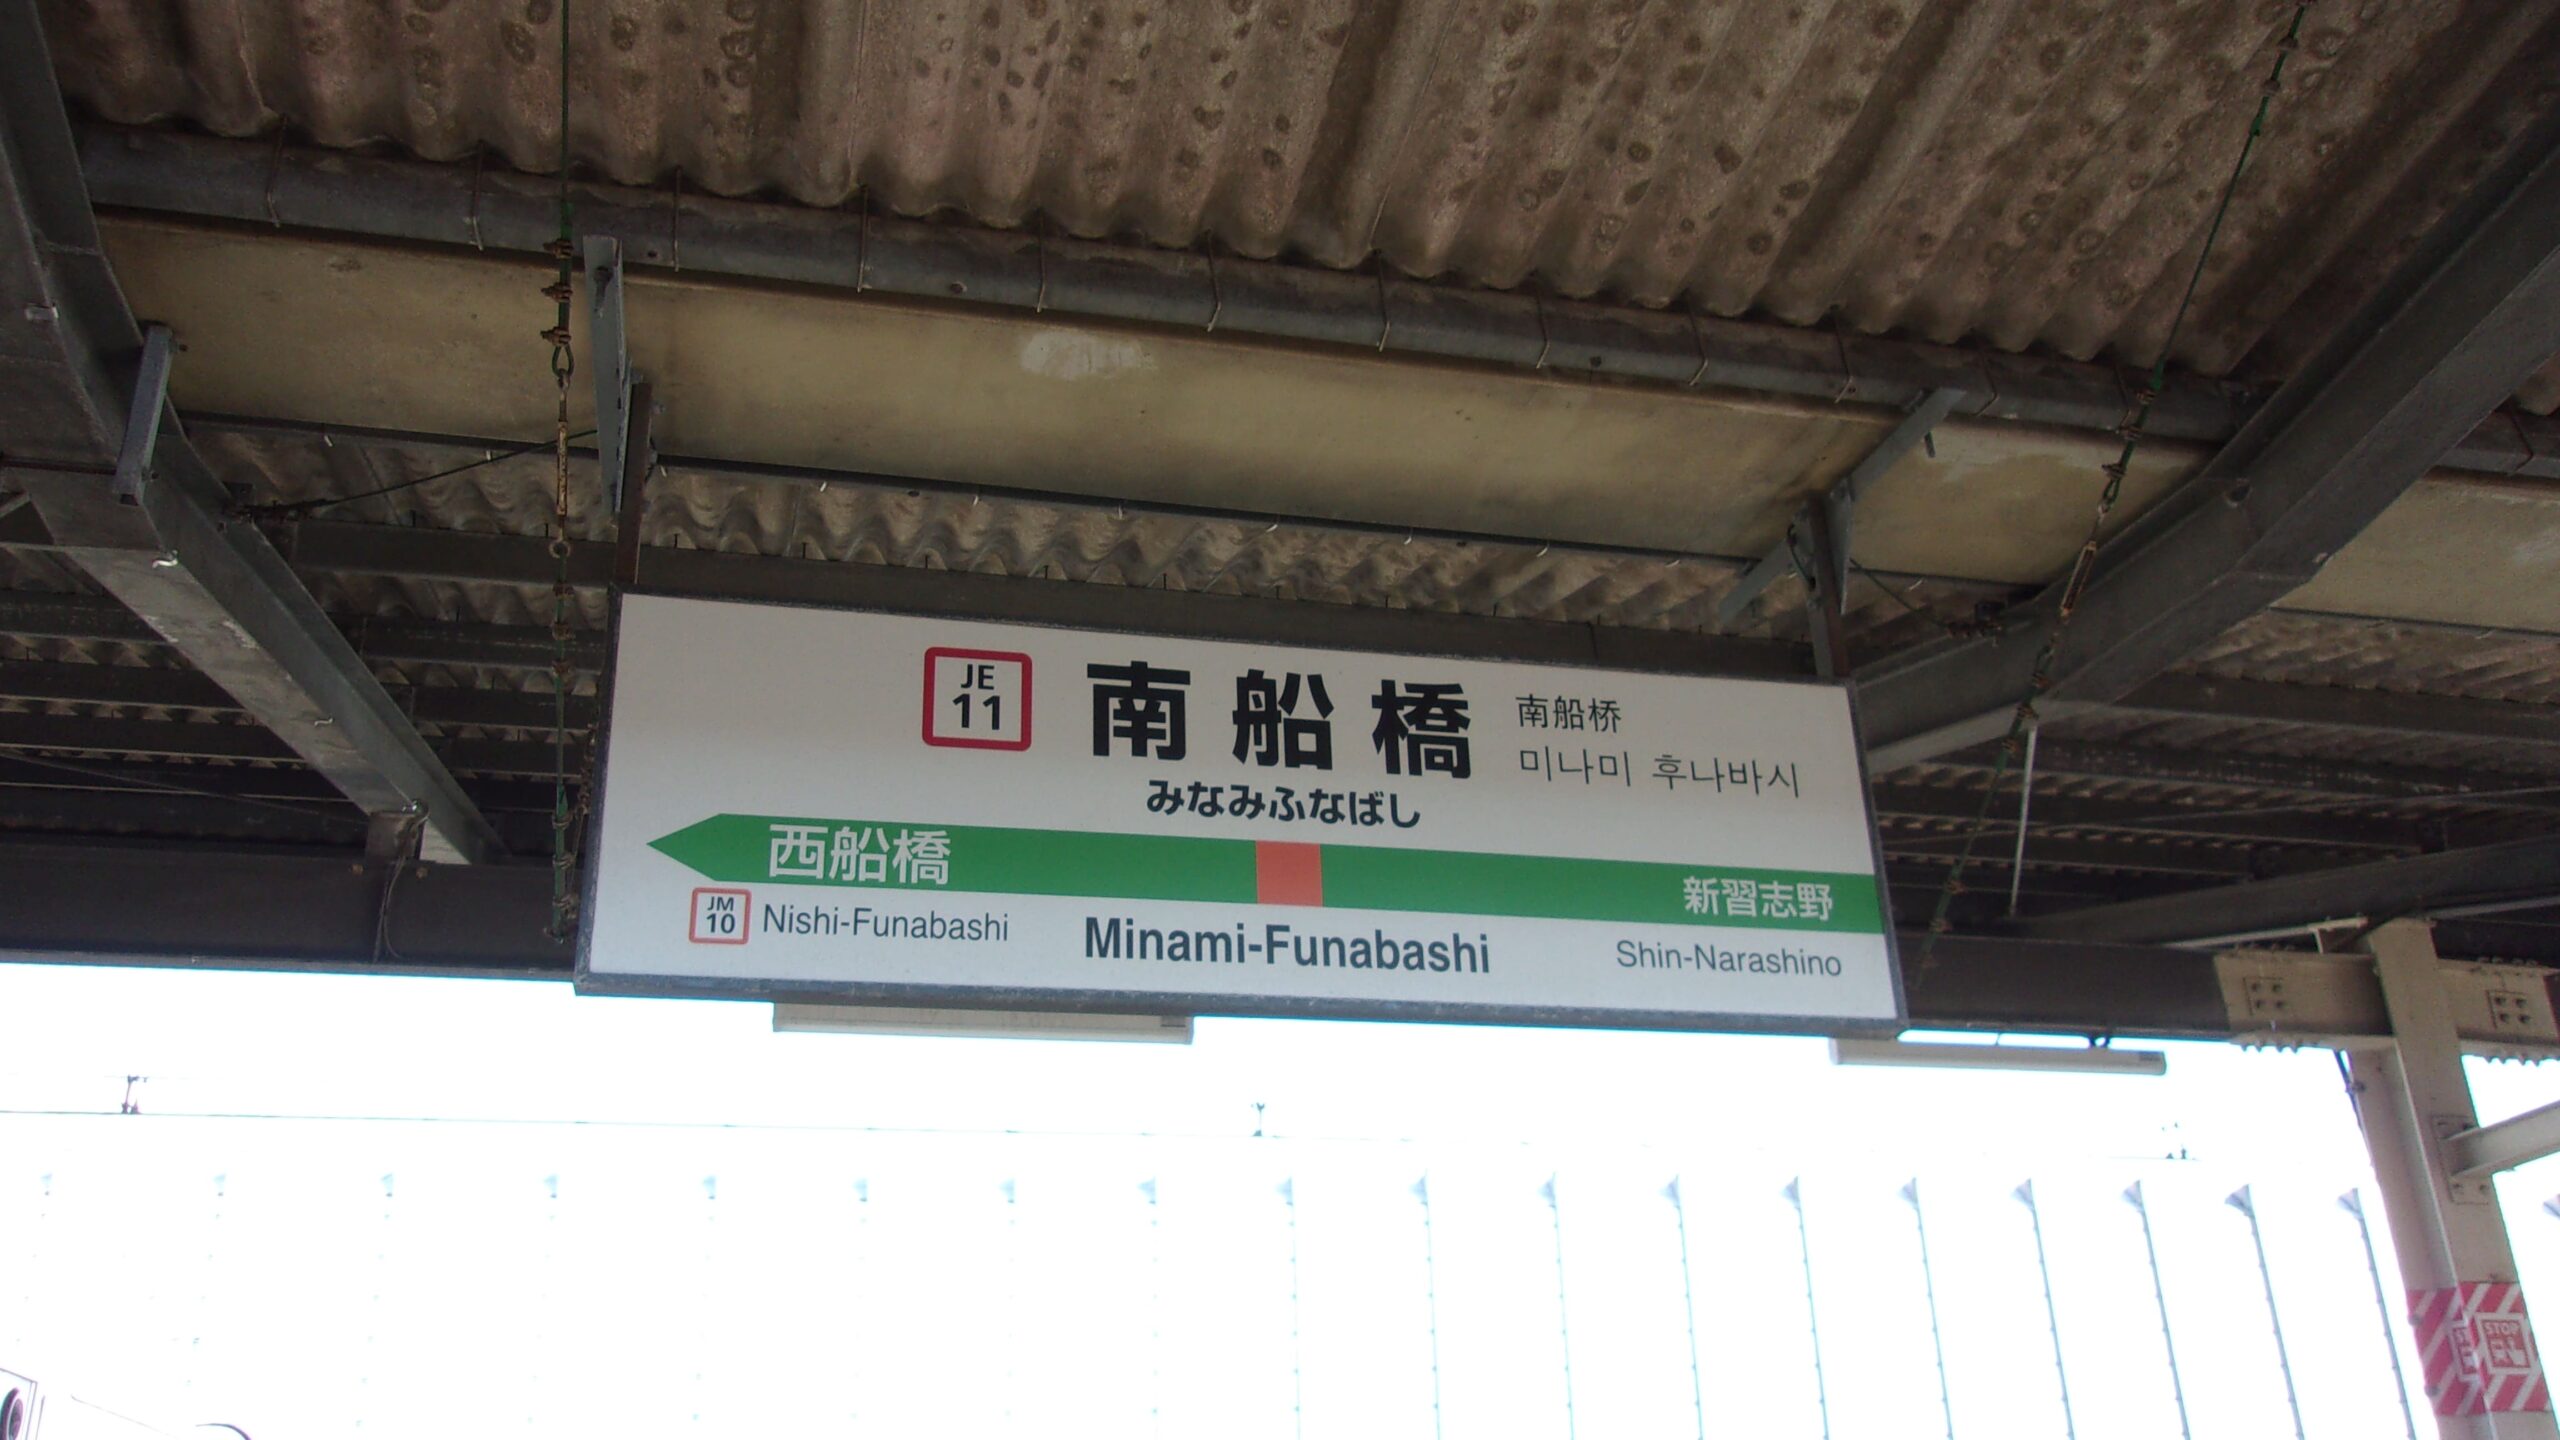 JE
11
南船橋
南船桥
미나미 후나바시
みなみふなばし
西船橋
新習志野
JM
10
Nishi-Funabashi
Minami-Funabashi
Shin-Narashino
STOP